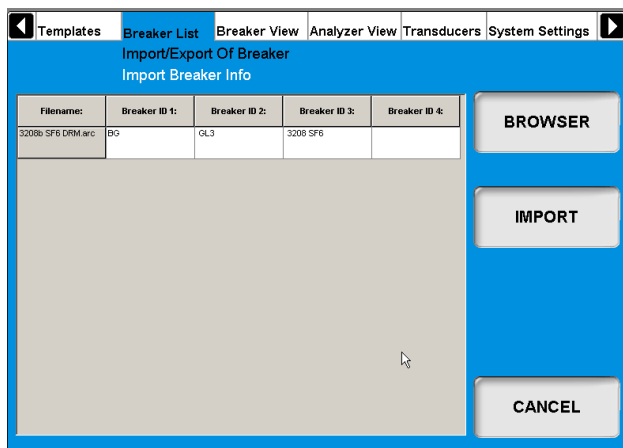 Templates Breaker List Breaker View Analyzer View Transducers System Settings
Import/Export Of Breaker
Import Breaker Info
Filename: Breaker ID 1: Breaker ID 2: Breaker ID 3: Breaker ID 4:
3208b SF6 DRM.arc BG GL3 3208 SF6
BROWSER
IMPORT
CANCEL